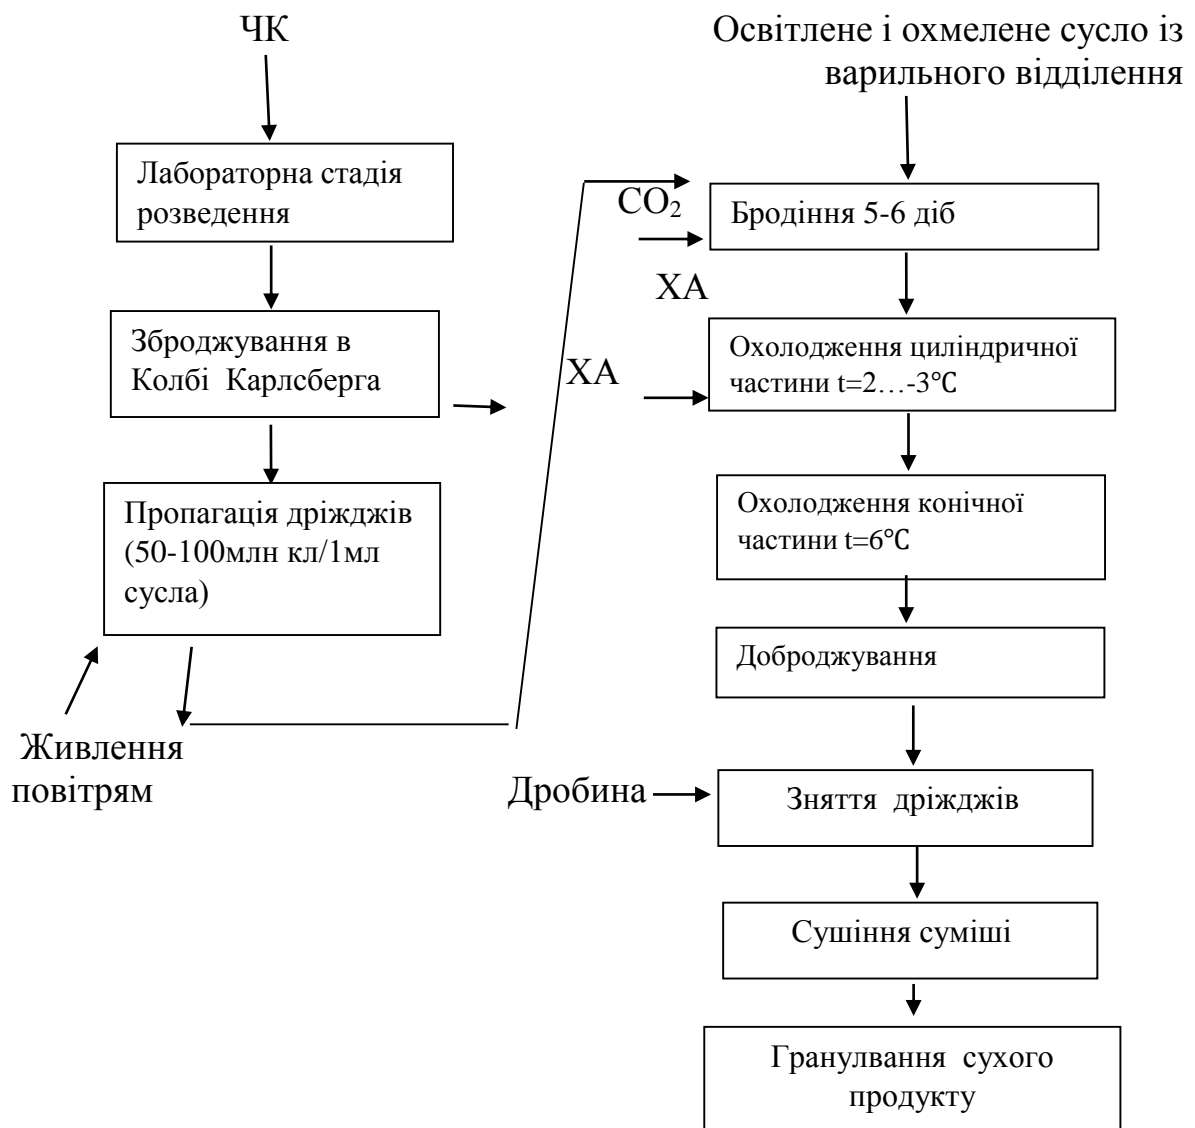 ЧК
Лабораторна стадія
розведення
Зброджування в
Колбі Карлсберга
Пропагація дріжджів
(50-100млн кл/1мл
сусла)
Живлення
повітрям
Освітлене і охмелене сусло із
варильного відділення
CO₂
Бродіння 5-6 діб
ХА
ХА
Охолодження циліндричної
частини t=2…-3°C
Охолодження конічної
частини t=6°C
Доброджування
Дробина
Зняття дріжджів
Сушіння суміші
Гранулвання сухого
продукту